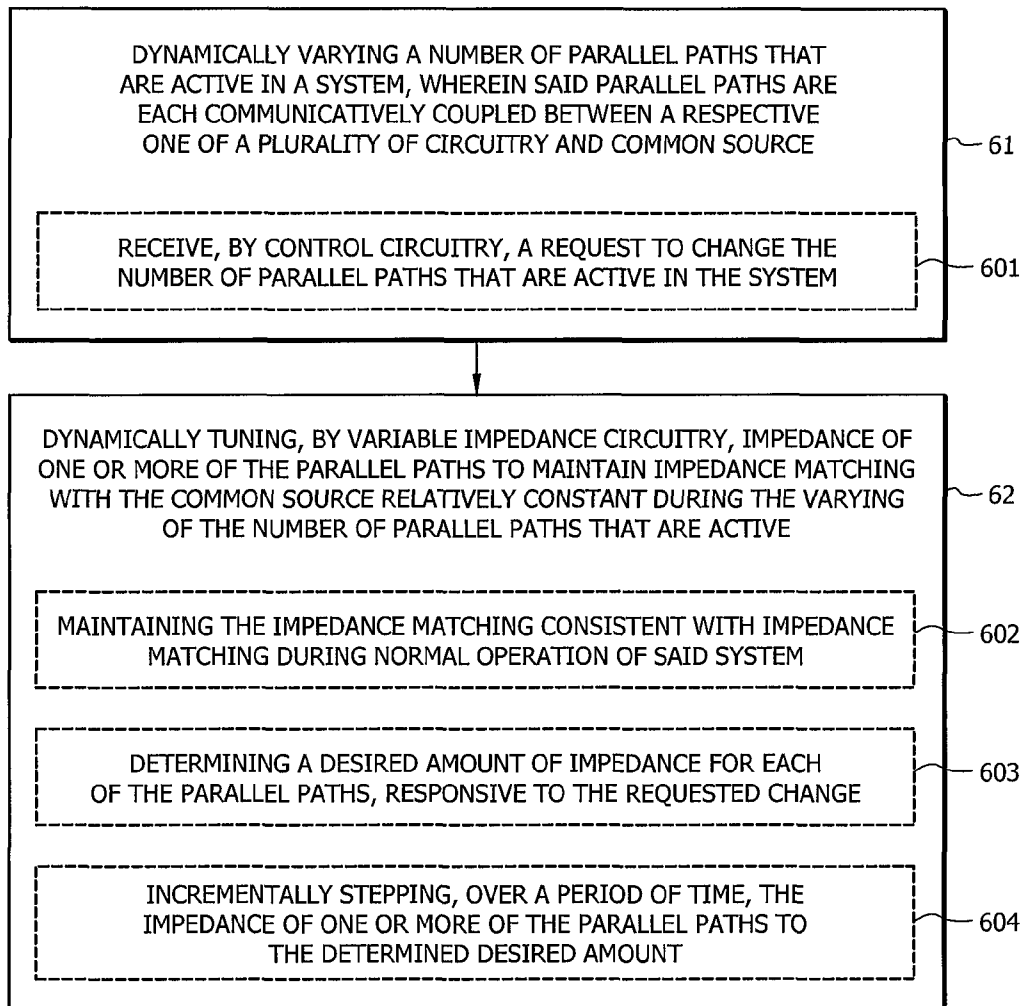 DYNAMICALLY VARYING A NUMBER OF PARALLEL PATHS THAT
ARE ACTIVE IN A SYSTEM, WHEREIN SAID PARALLEL PATHS ARE
EACH COMMUNICATIVELY COUPLED BETWEEN A RESPECTIVE
ONE OF A PLURALITY OF CIRCUITRY AND COMMON SOURCE
61
RECEIVE, BY CONTROL CIRCUITRY, A REQUEST TO CHANGE THE
NUMBER OF PARALLEL PATHS THAT ARE ACTIVE IN THE SYSTEM
601
DYNAMICALLY TUNING, BY VARIABLE IMPEDANCE CIRCUITRY, IMPEDANCE OF
ONE OR MORE OF THE PARALLEL PATHS TO MAINTAIN IMPEDANCE MATCHING
WITH THE COMMON SOURCE RELATIVELY CONSTANT DURING THE VARYING
OF THE NUMBER OF PARALLEL PATHS THAT ARE ACTIVE
62
MAINTAINING THE IMPEDANCE MATCHING CONSISTENT WITH IMPEDANCE
MATCHING DURING NORMAL OPERATION OF SAID SYSTEM
602
DETERMINING A DESIRED AMOUNT OF IMPEDANCE FOR EACH
OF THE PARALLEL PATHS, RESPONSIVE TO THE REQUESTED CHANGE
603
INCREMENTALLY STEPPING, OVER A PERIOD OF TIME, THE
IMPEDANCE OF ONE OR MORE OF THE PARALLEL PATHS TO
THE DETERMINED DESIRED AMOUNT
604